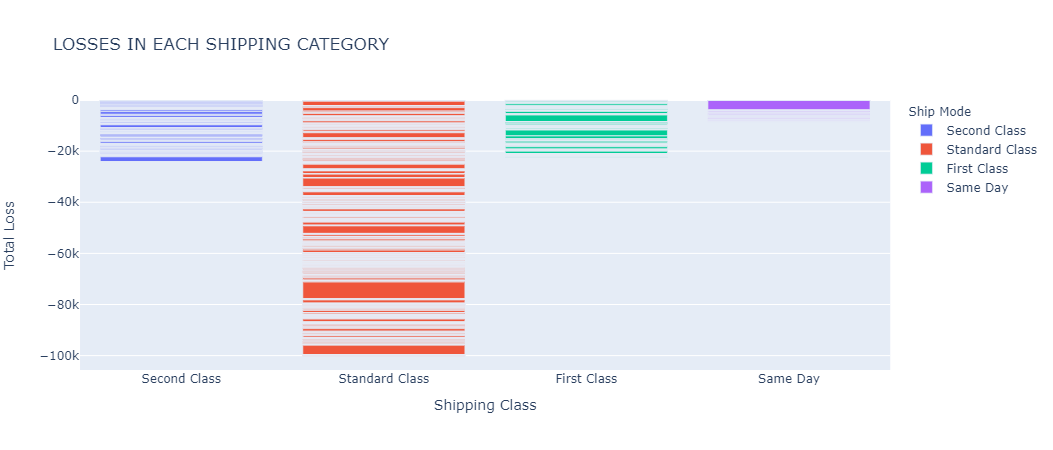 LOSSES IN EACH SHIPPING CATEGORY
0
−20k
−40k
−60k
−80k
−100k
Total Loss
Second Class
Standard Class
First Class
Same Day
Shipping Class
Ship Mode
Second Class
Standard Class
First Class
Same Day